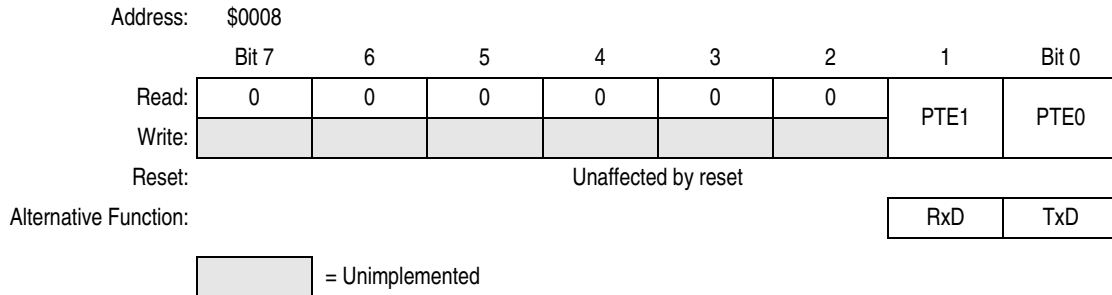 Address: $0008
Bit 7 6 5 4 3 2 1 Bit 0
Read: 0 0 0 0 0 0 PTE1 PTE0
Write:
Reset: Unaffected by reset
Alternative Function: RxD TxD
= Unimplemented